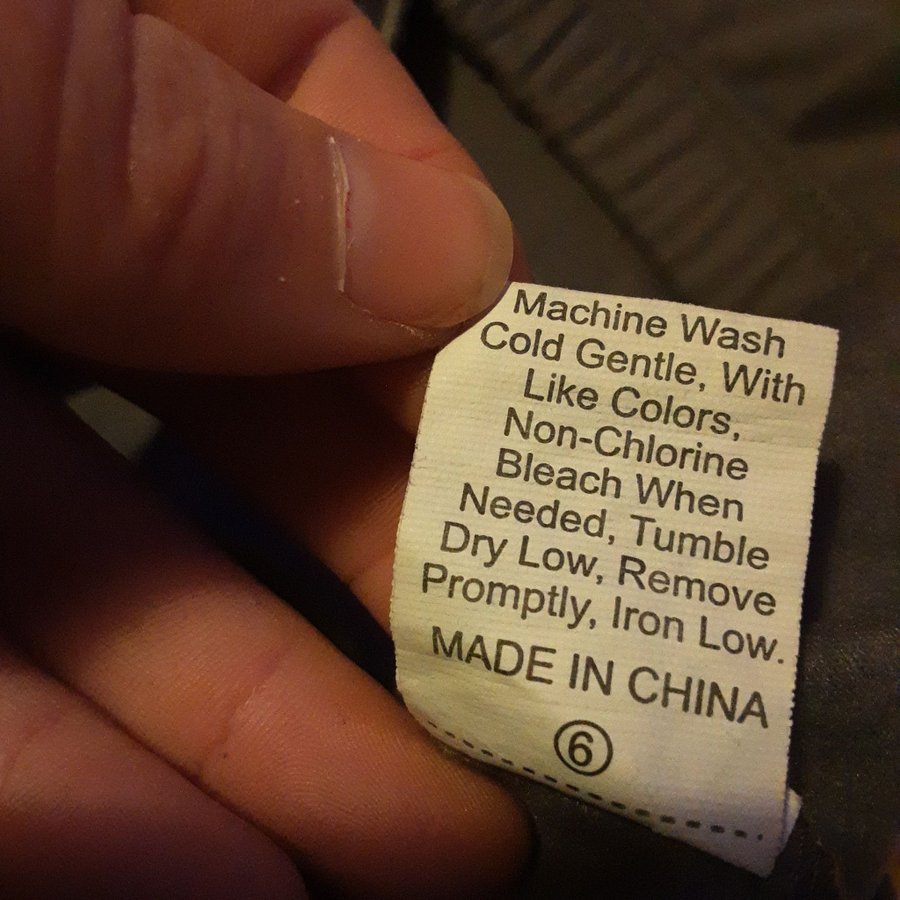 Machine Wash
Cold Gentle, With
Like Colors,
Non-Chlorine
Bleach When
Needed, Tumble
Dry Low, Remove
Promptly, Iron Low.
MADE IN CHINA
6